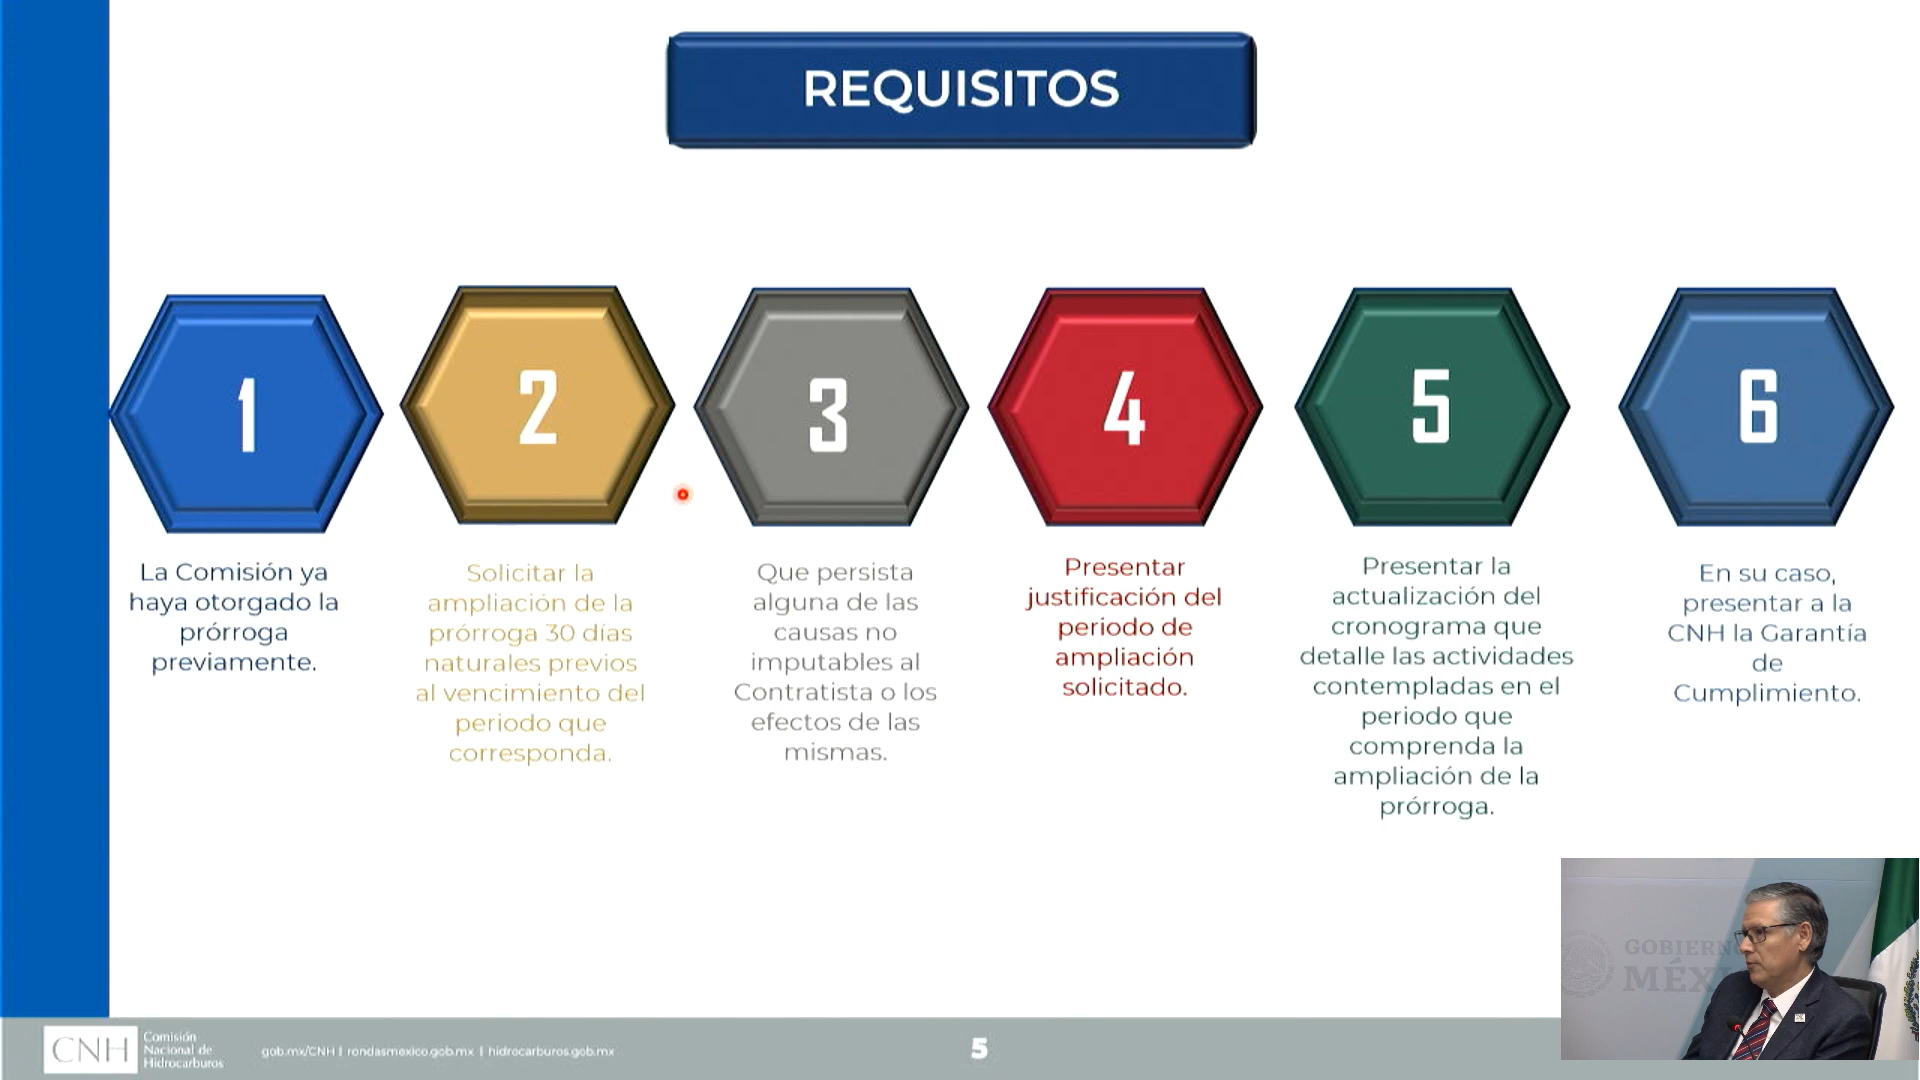 REQUISITOS
1
2
3
4
5
6
La Comisión ya
haya otorgado la
prórroga
previamente.
Solicitar la
ampliación de la
prórroga 30 días
naturales previos
al vencimiento del
periodo que
corresponda.
Que persista
alguna de las
causas no
imputables al
Contratista o los
efectos de las
mismas.
Presentar
justificación del
periodo de
ampliación
solicitado.
Presentar la
actualización del
cronograma que
detalle las actividades
contempladas en el
periodo que
comprenda la
ampliación de la
prórroga.
En su caso,
presentar a la
CNH la Garantía
de
Cumplimiento.
GOBIERN
MÉX
CNH
Comisión
Nacional de
Hidrocarburos
gob.mx/CNH | rondasmexico.gob.mx | hidrocarburos.gob.mx
5